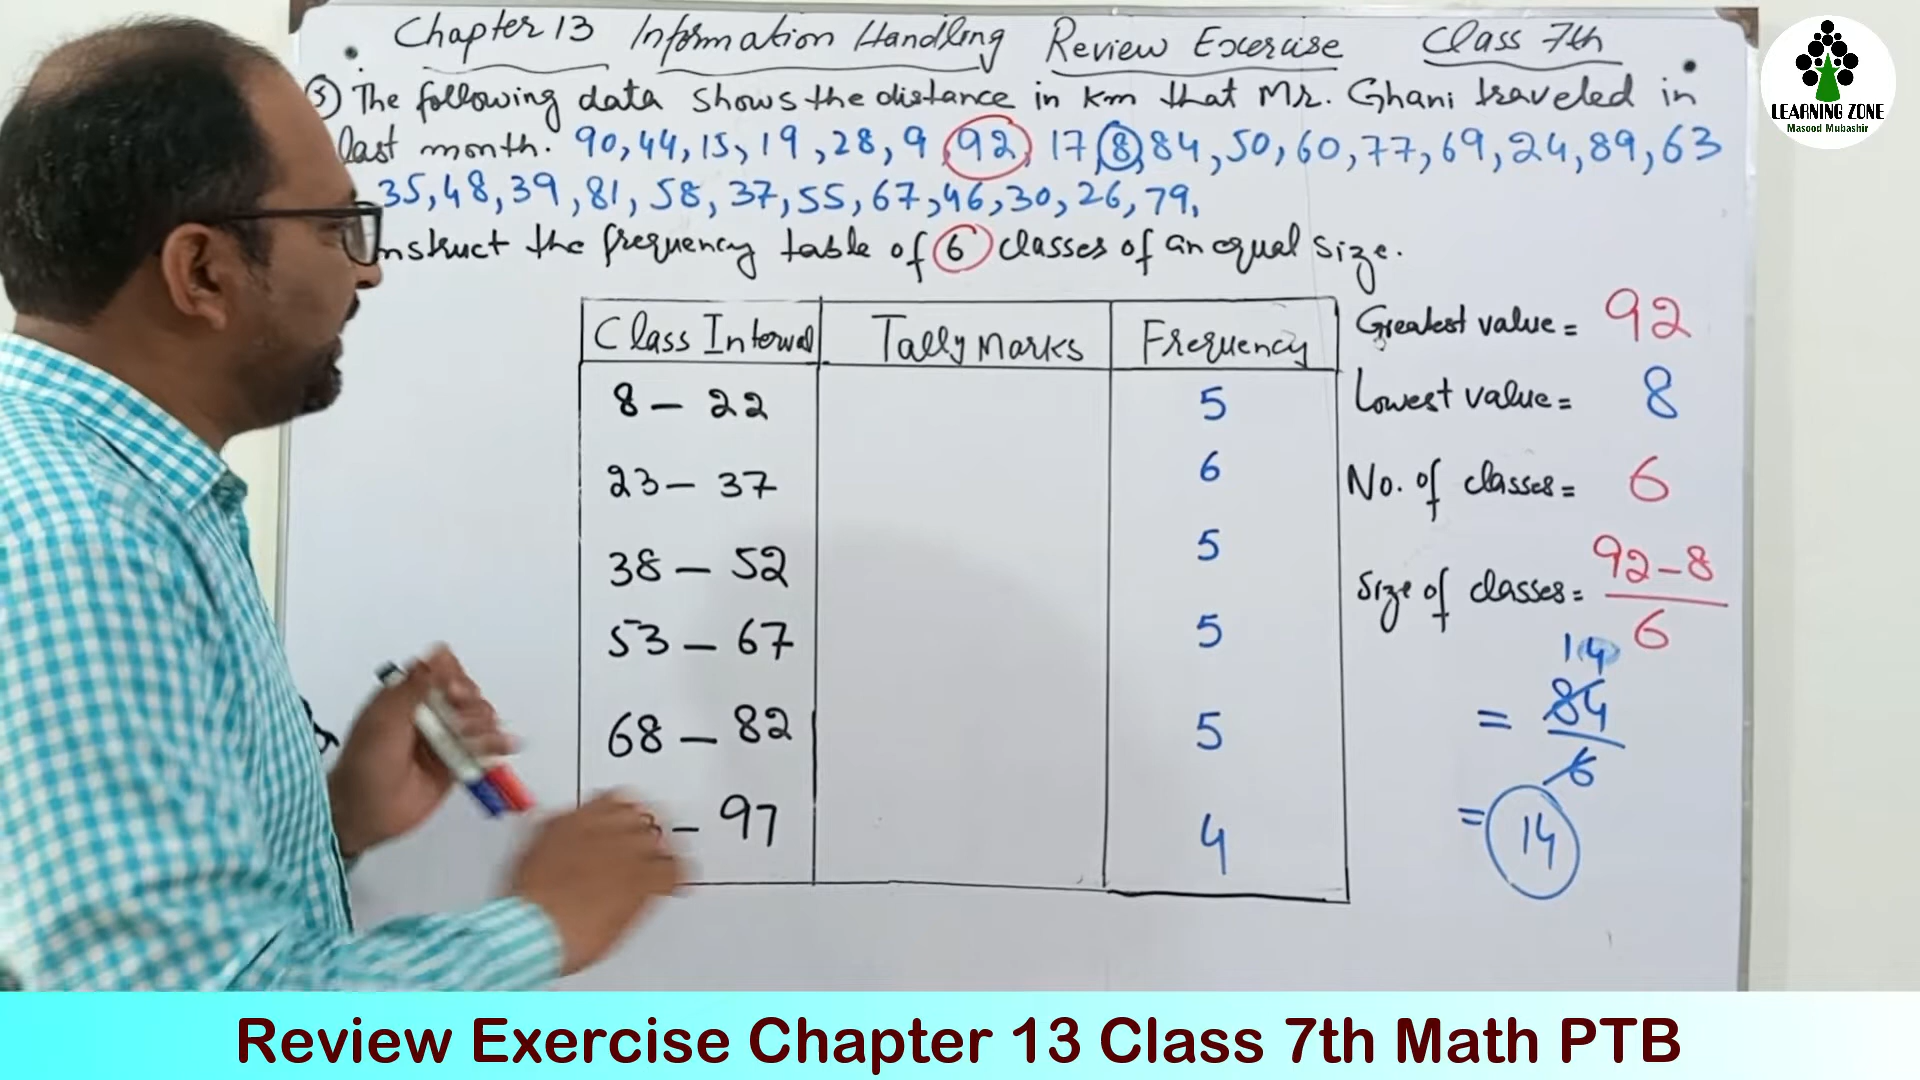 Chapter 13 Information Handling Review Exercise Class 7th
LEARNING ZONE
Masood Mubashir
5) The following data shows the distance in km that Mr. Ghani traveled in
last month. 90, 44, 15, 19, 28, 9, 92, 17, 8, 84, 50, 60, 77, 69, 24, 89, 63
35, 48, 39, 81, 58, 37, 55, 67, 46, 30, 26, 79,
nstruct the frequency table of 6 classes of an equal size.
Class Interval Tally Marks Frequency
8 – 22 5
23 – 37 6
38 – 52 5
53 – 67 5
68 – 82 5
3 – 97 4
Greatest value = 92
Lowest value = 8
No. of classes = 6
Size of classes = 92 – 8
6
14
= 84
6
= 14
Review Exercise Chapter 13 Class 7th Math PTB